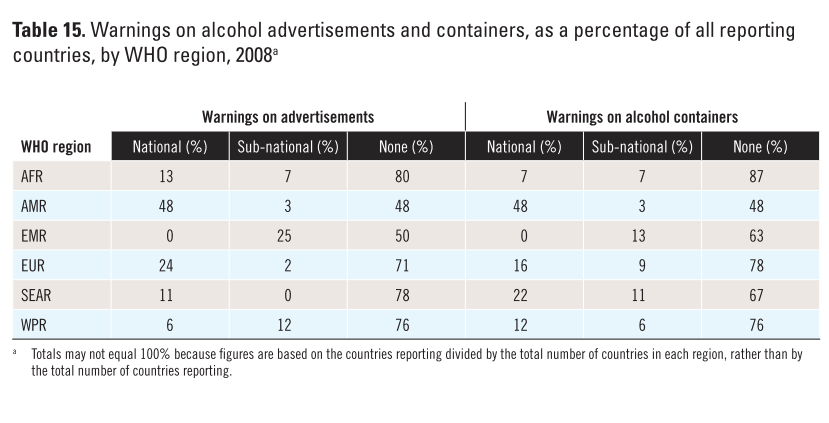 Table 15. Warnings on alcohol advertisements and containers, as a percentage of all reporting
countries, by WHO region, 2008ᵃ
Warnings on advertisements Warnings on alcohol containers
WHO region National (%) Sub-national (%) None (%) National (%) Sub-national (%) None (%)
AFR 13 7 80 7 7 87
AMR 48 3 48 48 3 48
EMR 0 25 50 0 13 63
EUR 24 2 71 16 9 78
SEAR 11 0 78 22 11 67
WPR 6 12 76 12 6 76
ᵃ Totals may not equal 100% because figures are based on the countries reporting divided by the total number of countries in each region, rather than by
the total number of countries reporting.